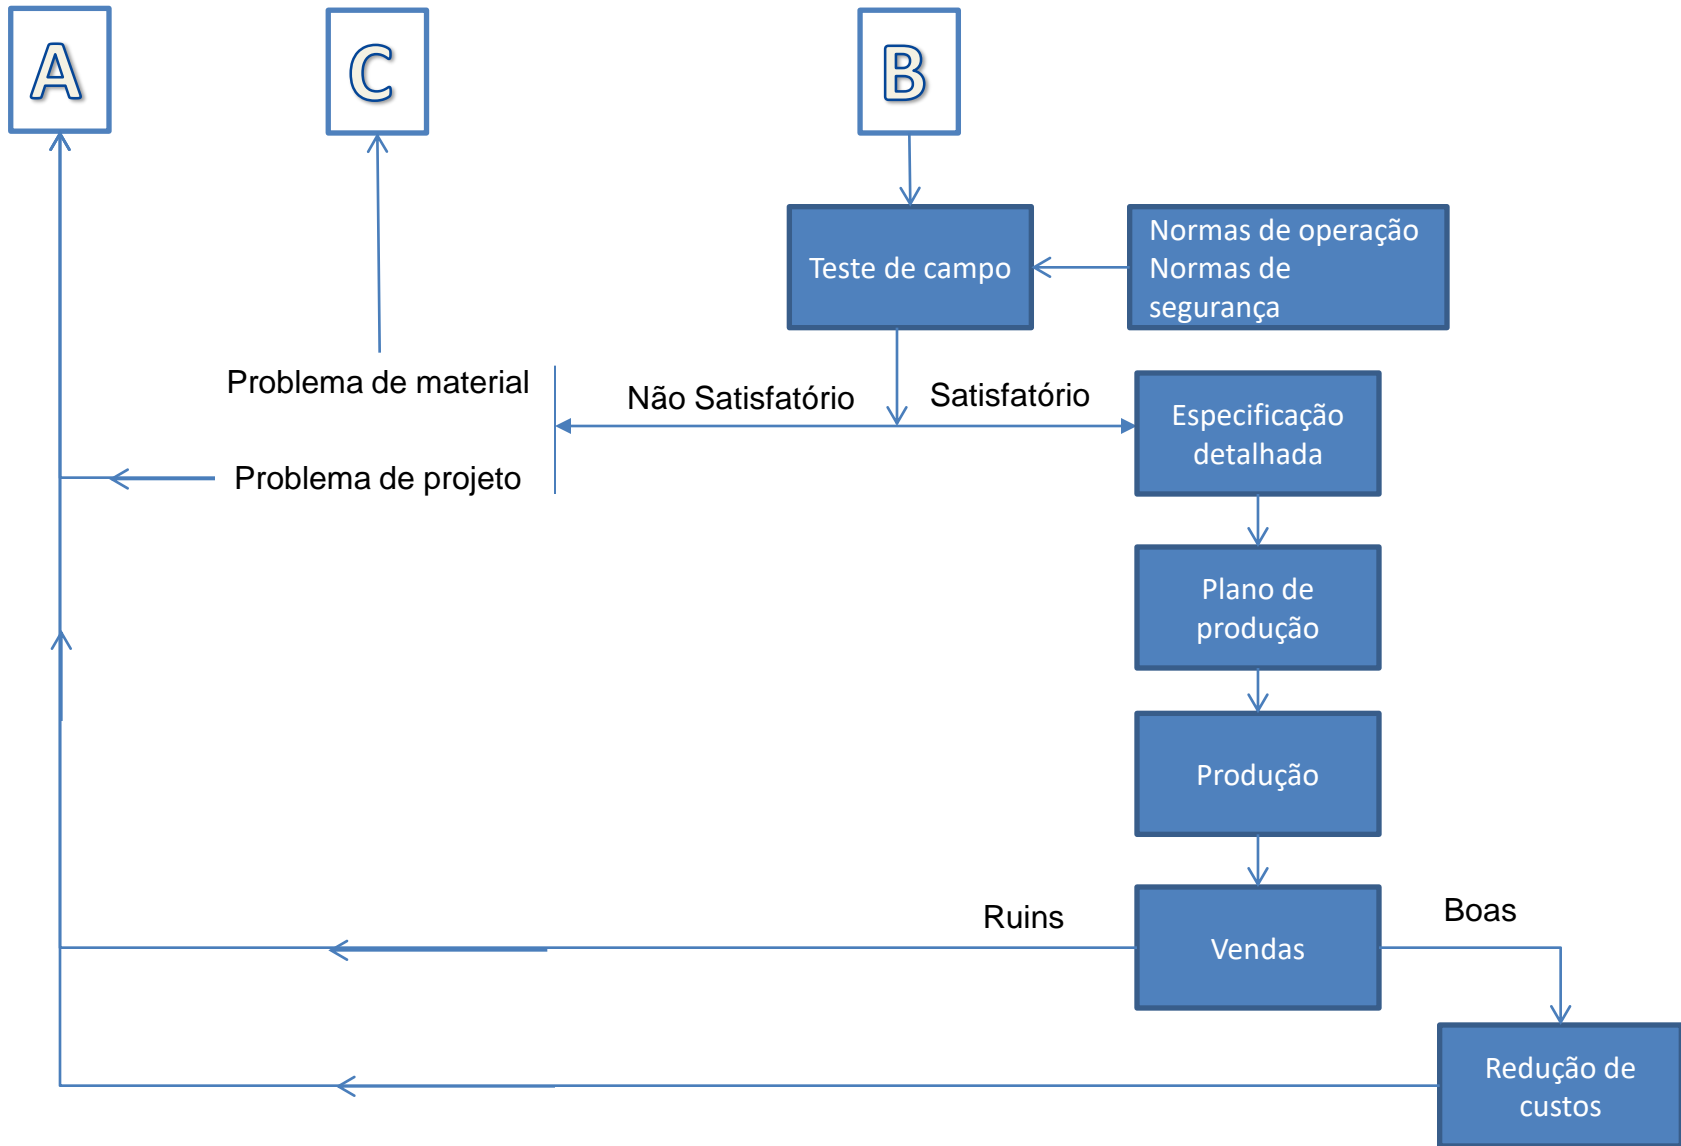 A
C
B
Teste de campo
Normas de operação
Normas de
segurança
Problema de material
Não Satisfatório
Satisfatório
Especificação
detalhada
Problema de projeto
Plano de
produção
Produção
Ruins
Boas
Vendas
Redução de
custos